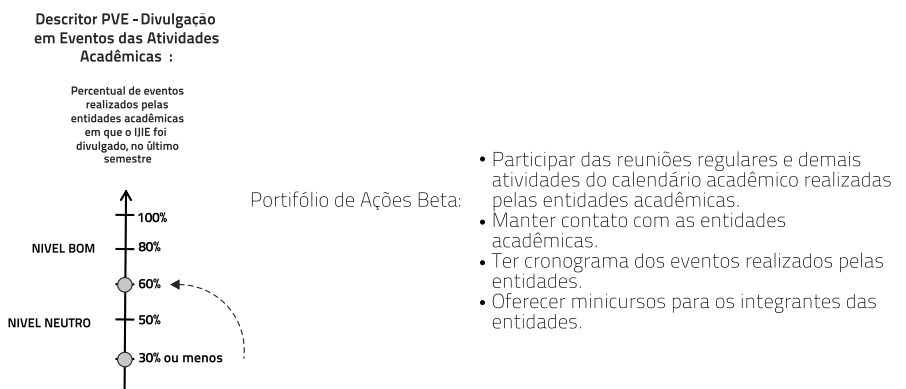 Descritor PVE - Divulgação
em Eventos das Atividades
Acadêmicas :
Percentual de eventos
realizados pelas
entidades acadêmicas
em que o IJIE foi
divulgado, no último
semestre
100%
NIVEL BOM
80%
60%
NIVEL NEUTRO
50%
30% ou menos
Portifólio de Ações Beta:
• Participar das reuniões regulares e demais
atividades do calendário acadêmico realizadas
pelas entidades acadêmicas.
• Manter contato com as entidades
acadêmicas.
• Ter cronograma dos eventos realizados pelas
entidades.
• Oferecer minicursos para os integrantes das
entidades.